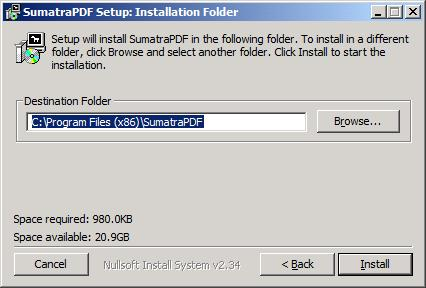 SumatraPDF Setup: Installation Folder
Setup will install SumatraPDF in the following folder. To install in a different
folder, click Browse and select another folder. Click Install to start the
installation.
Destination Folder
C:\Program Files (x86)\SumatraPDF
Browse...
Space required: 980.0KB
Space available: 20.9GB
Cancel
Nullsoft Install System v2.34
< Back
Install